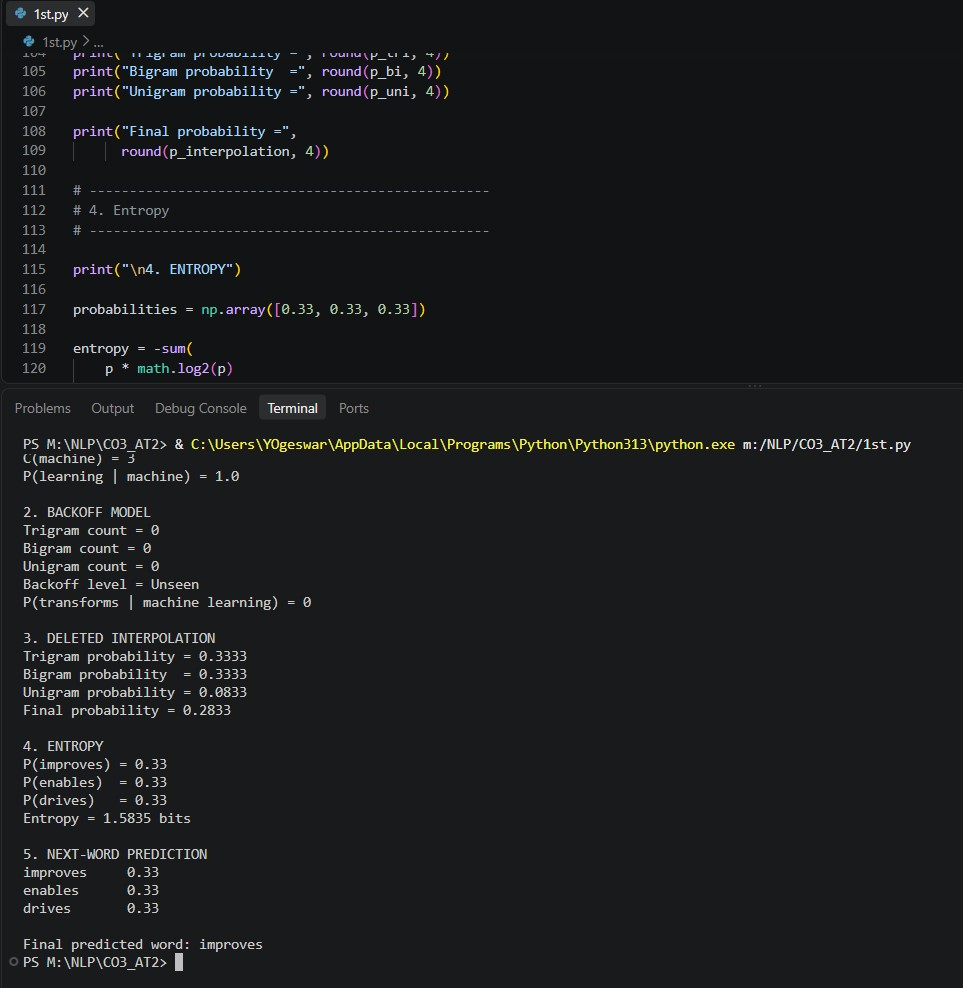 1st.py
1st.py > ...
104 print("Trigram probability =", round(p_tri, 4))
105 print("Bigram probability  =", round(p_bi, 4))
106 print("Unigram probability =", round(p_uni, 4))
107
108 print("Final probability =",
109 round(p_interpolation, 4))
110
111 # --------------------------------------------------
112 # 4. Entropy
113 # --------------------------------------------------
114
115 print("\n4. ENTROPY")
116
117 probabilities = np.array([0.33, 0.33, 0.33])
118
119 entropy = -sum(
120 p * math.log2(p)
Problems Output Debug Console Terminal Ports
PS M:\NLP\CO3_AT2> & C:\Users\YOgeswar\AppData\Local\Programs\Python\Python313\python.exe m:/NLP/CO3_AT2/1st.py
C(machine) = 3
P(learning | machine) = 1.0
2. BACKOFF MODEL
Trigram count = 0
Bigram count = 0
Unigram count = 0
Backoff level = Unseen
P(transforms | machine learning) = 0
3. DELETED INTERPOLATION
Trigram probability = 0.3333
Bigram probability  = 0.3333
Unigram probability = 0.0833
Final probability = 0.2833
4. ENTROPY
P(improves) = 0.33
P(enables)  = 0.33
P(drives)   = 0.33
Entropy = 1.5835 bits
5. NEXT-WORD PREDICTION
improves     0.33
enables      0.33
drives       0.33
Final predicted word: improves
PS M:\NLP\CO3_AT2>